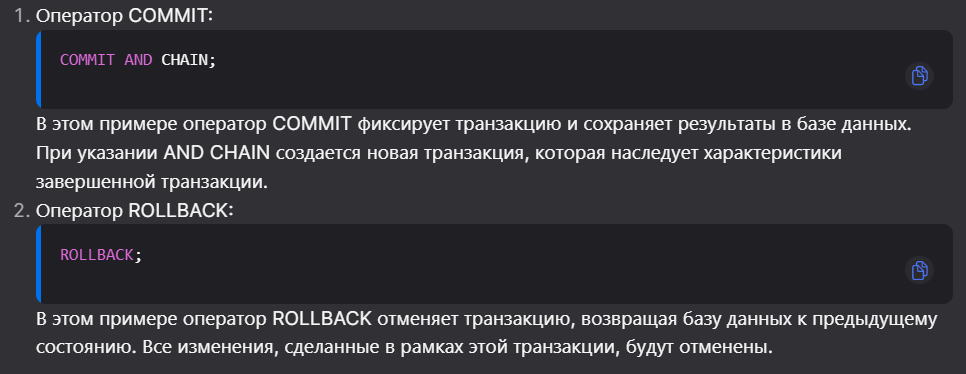 1. Оператор COMMIT:
COMMIT AND CHAIN;
В этом примере оператор COMMIT фиксирует транзакцию и сохраняет результаты в базе данных.
При указании AND CHAIN создается новая транзакция, которая наследует характеристики
завершенной транзакции.
2. Оператор ROLLBACK:
ROLLBACK;
В этом примере оператор ROLLBACK отменяет транзакцию, возвращая базу данных к предыдущему
состоянию. Все изменения, сделанные в рамках этой транзакции, будут отменены.